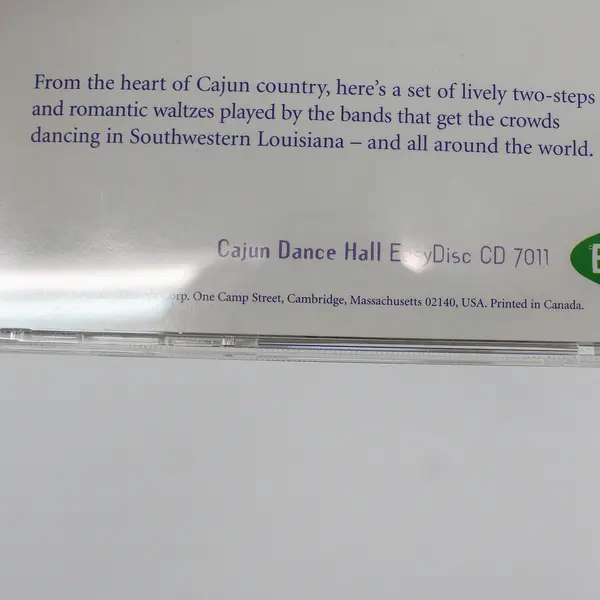 From the heart of Cajun country, here's a set of lively two-steps
and romantic waltzes played by the bands that get the crowds
dancing in Southwestern Louisiana – and all around the world.
Cajun Dance Hall EasyDisc CD 7011
Corp. One Camp Street, Cambridge, Massachusetts 02140, USA. Printed in Canada.